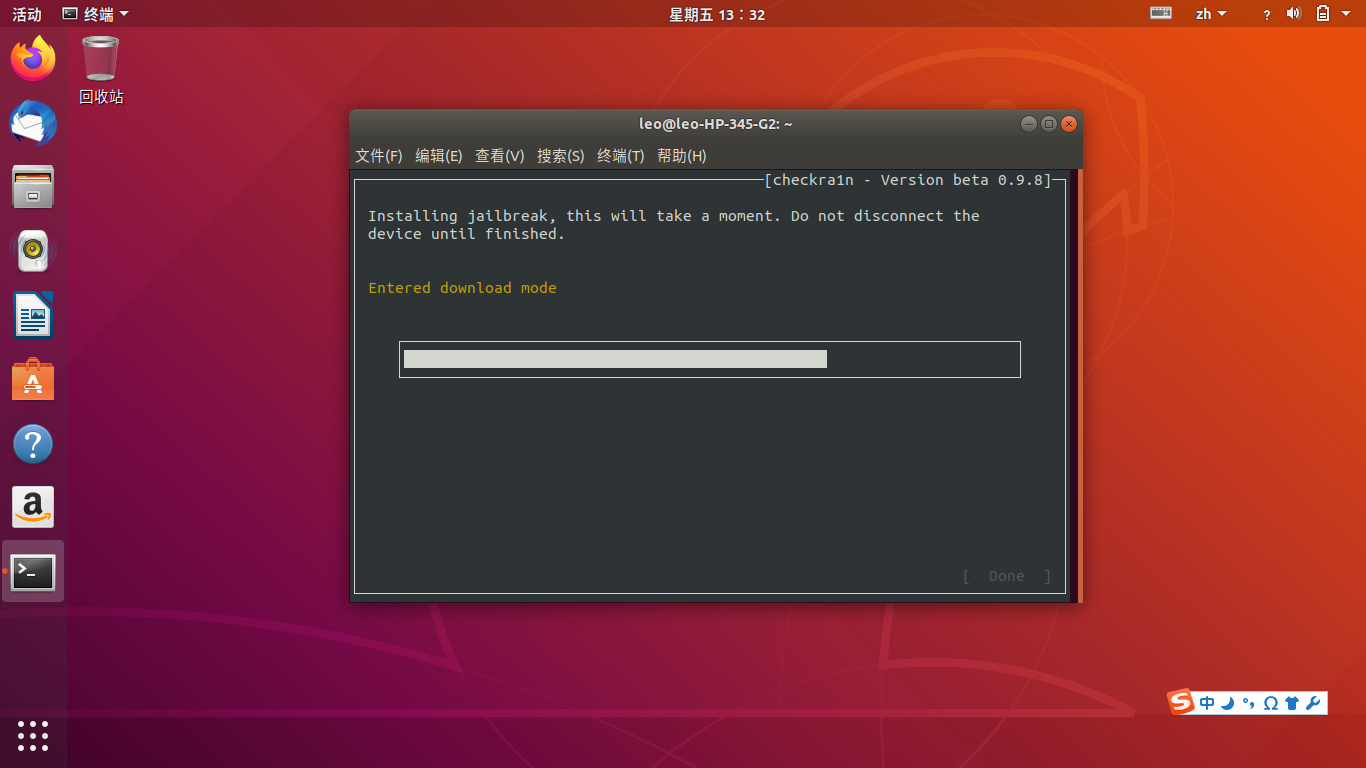 活动 终端 星期五 13：32 zh ?
回收站
leo@leo-HP-345-G2: ~
文件(F) 编辑(E) 查看(V) 搜索(S) 终端(T) 帮助(H)
[checkra1n - Version beta 0.9.8]
Installing jailbreak, this will take a moment. Do not disconnect the
device until finished.
Entered download mode
[ Done ]
中